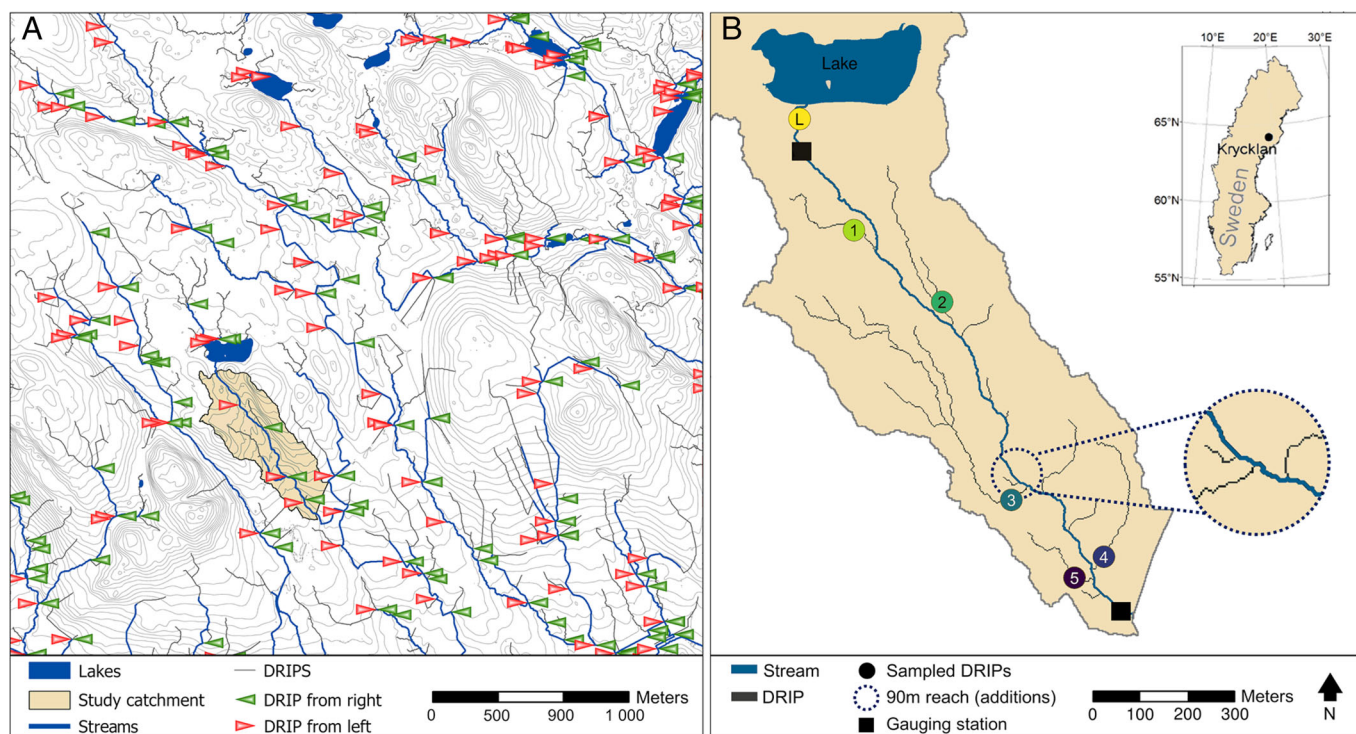 A
Lakes
Study catchment
Streams
DRIPS
DRIP from right
DRIP from left
Meters
0 500 900 1 000
B
Lake
L
1
2
3
4
5
10°E 20°E 30°E
65°N
60°N
55°N
Krycklan
Sweden
Stream
DRIP
Sampled DRIPs
90m reach (additions)
Gauging station
Meters
0 100 200 300
N